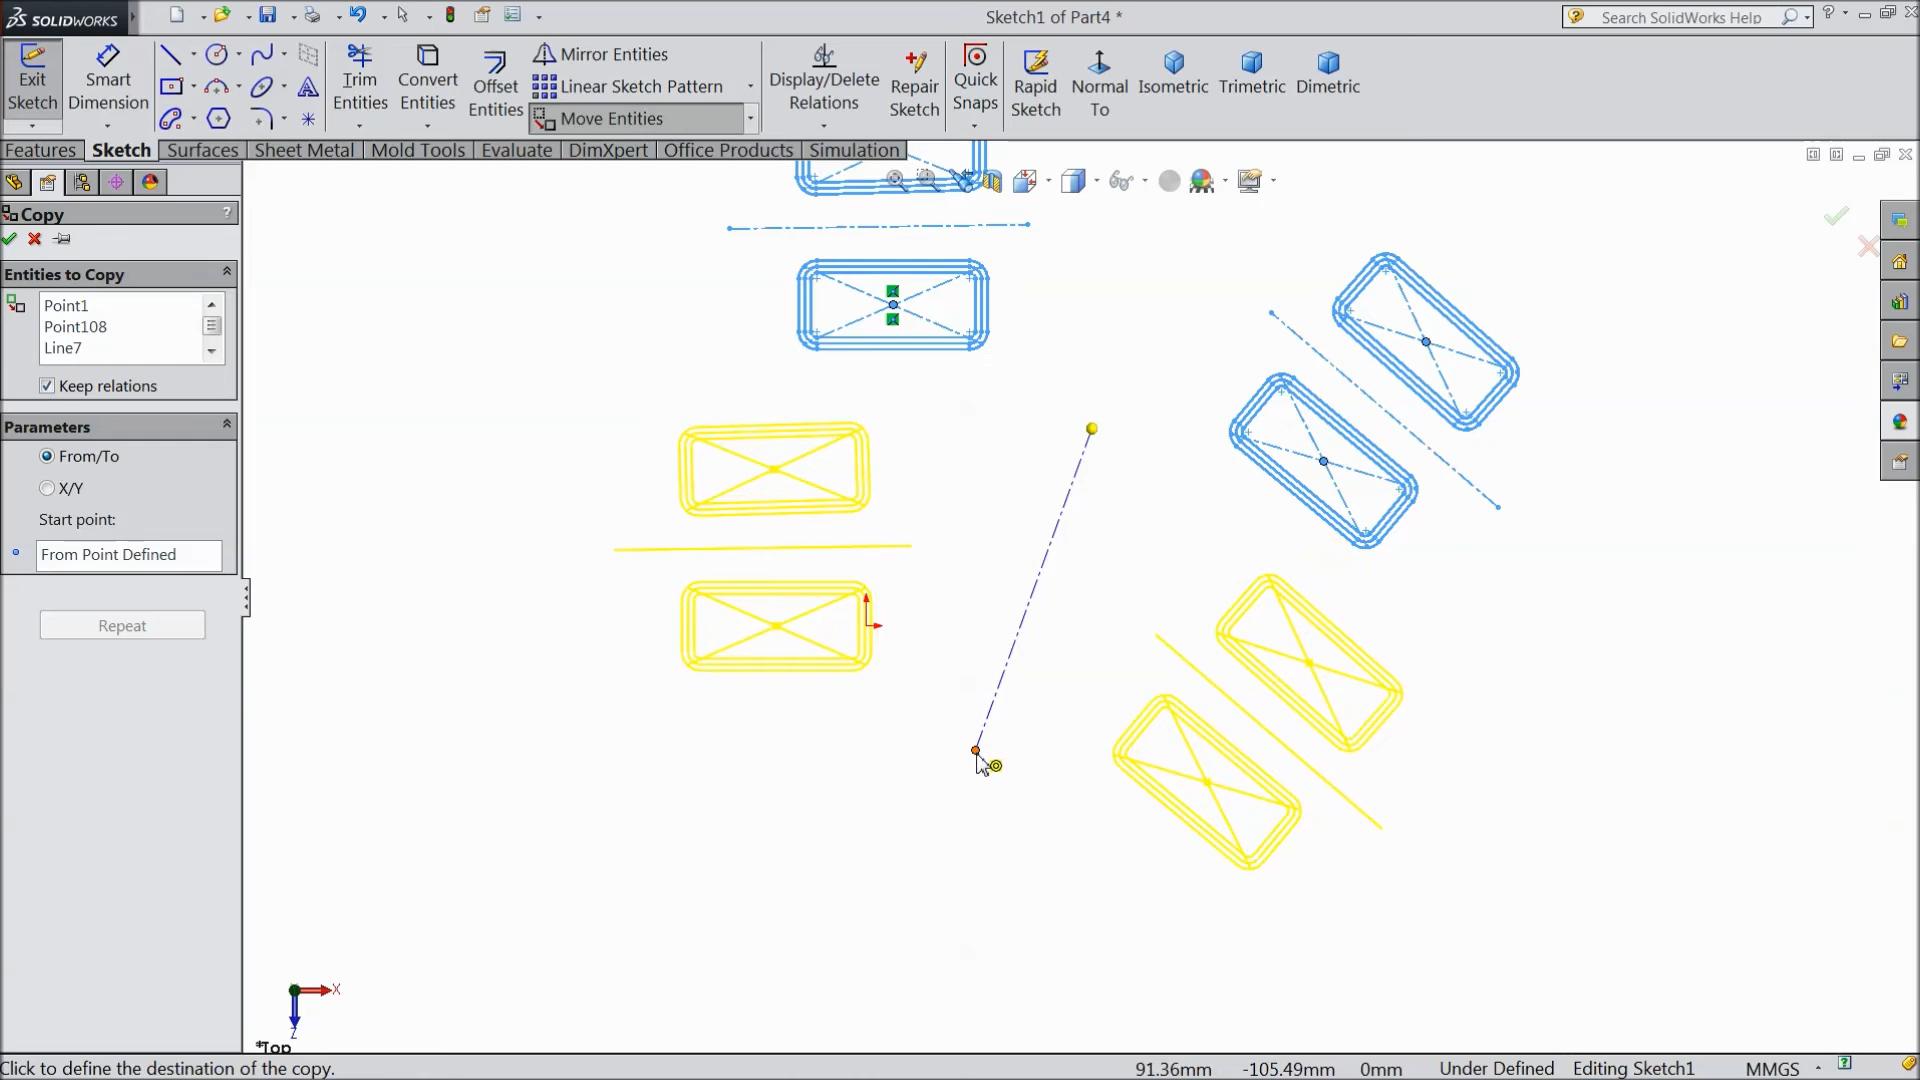 SOLIDWORKS
Sketch1 of Part4 *
Search SolidWorks Help
Exit Sketch
Smart Dimension
Trim Entities
Convert Entities
Offset Entities
Mirror Entities
Linear Sketch Pattern
Move Entities
Display/Delete Relations
Repair Sketch
Quick Snaps
Rapid Sketch
Normal To
Isometric
Trimetric
Dimetric
Features
Sketch
Surfaces
Sheet Metal
Mold Tools
Evaluate
DimXpert
Office Products
Simulation
Copy
?
Entities to Copy
Point1
Point108
Line7
Keep relations
Parameters
From/To
X/Y
Start point:
From Point Defined
Repeat
X
Z
*Top
Click to define the destination of the copy.
91.36mm
-105.49mm
0mm
Under Defined
Editing Sketch1
MMGS